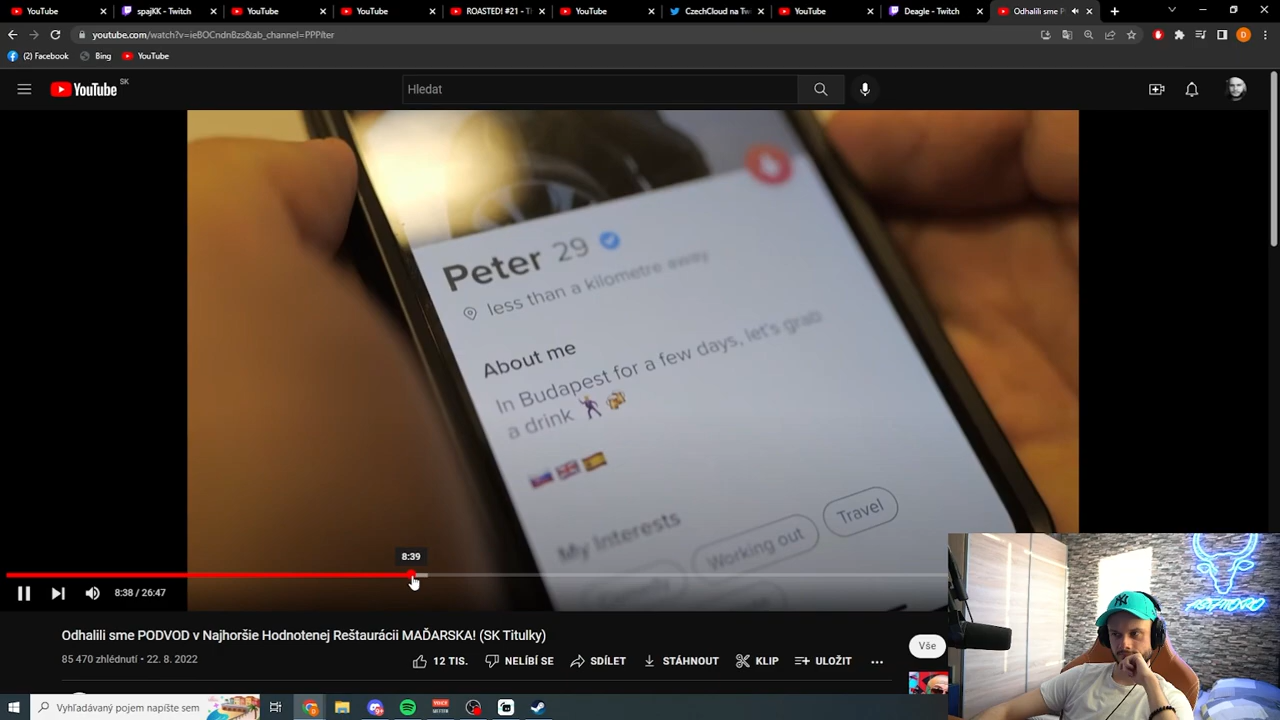 YouTube
spajKK - Twitch
YouTube
YouTube
ROASTED! #21 - T
YouTube
CzechCloud na Tw
YouTube
Deagle - Twitch
Odhalili sme P
youtube.com/watch?v=ieBOCndnBzs&ab_channel=PPPíter
(2) Facebook
Bing
YouTube
YouTube SK
Hledat
Peter 29
less than a kilometre away
About me
In Budapest for a few days, let's grab
a drink
My Interests
Working out
Travel
8:39
8:38 / 26:47
Odhalili sme PODVOD v Najhoršie Hodnotenej Reštaurácii MAĎARSKA! (SK Titulky)
85 470 zhlédnutí • 22. 8. 2022
12 TIS.
NELÍBÍ SE
SDÍLET
STÁHNOUT
KLIP
ULOŽIT
Vše
Vyhľadávaný pojem napíšte sem